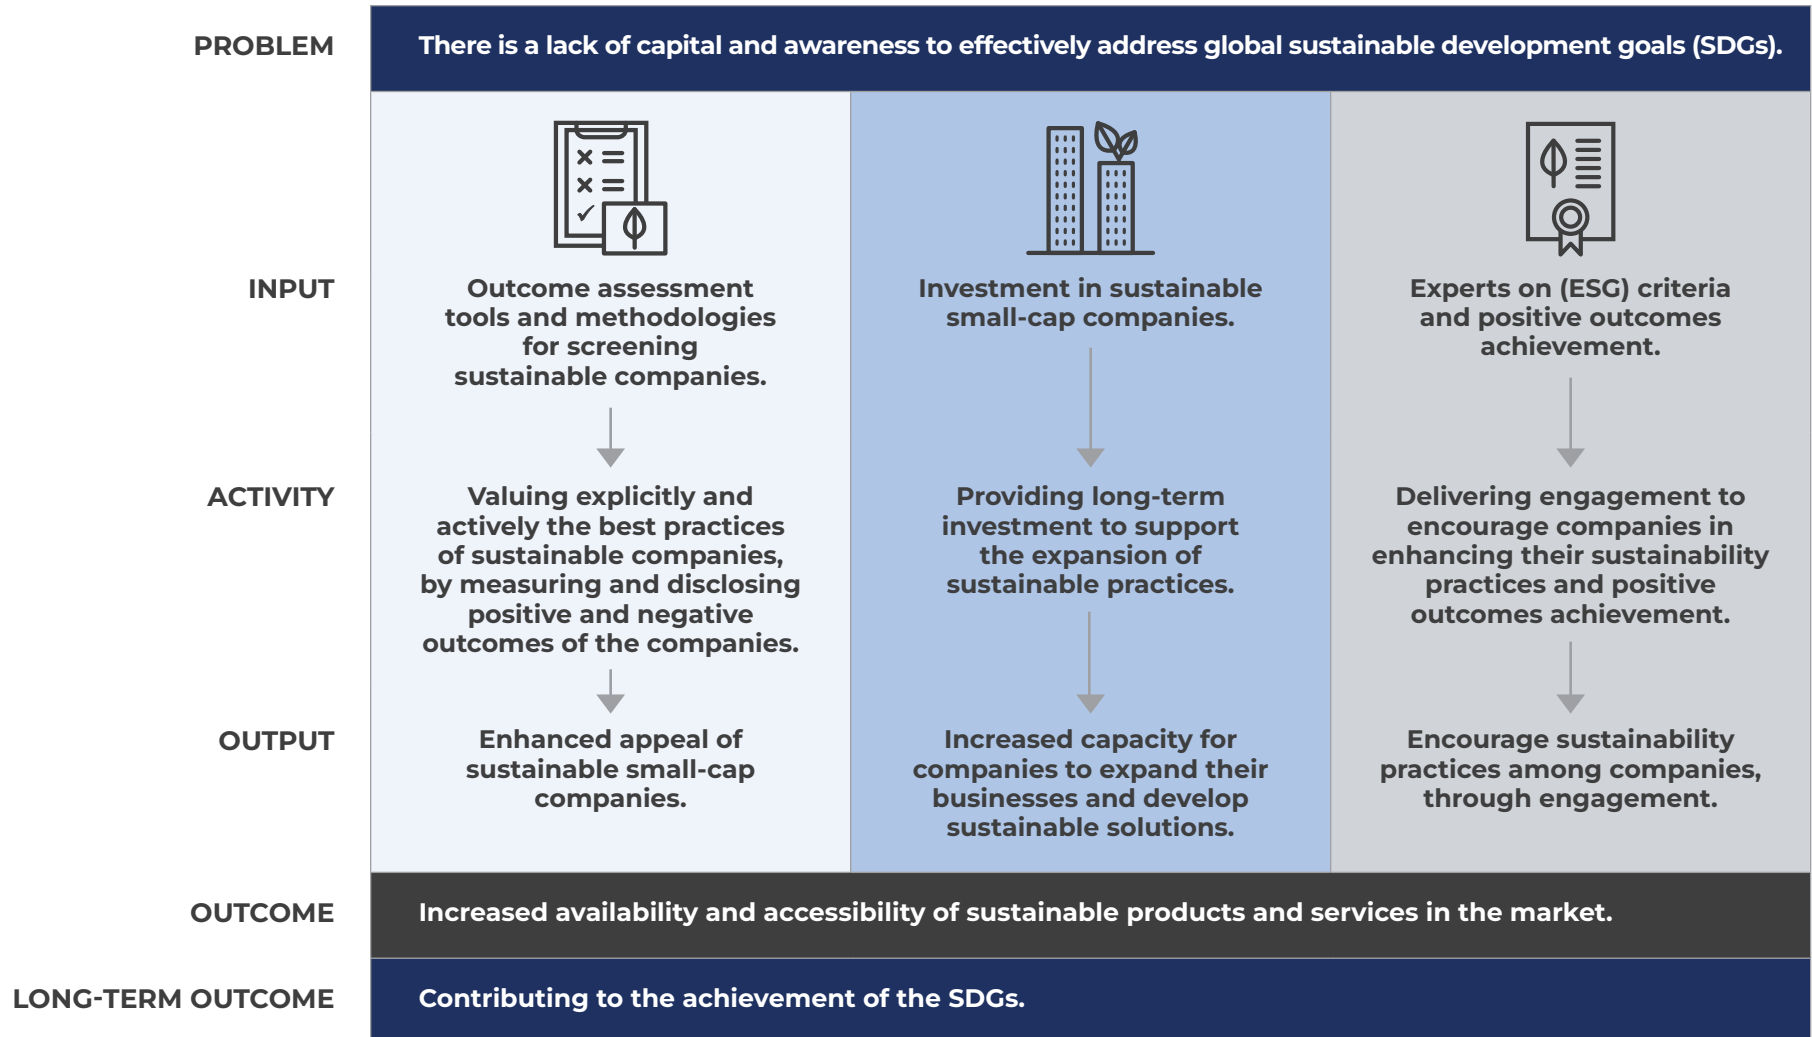 PROBLEM
There is a lack of capital and awareness to effectively address global sustainable development goals (SDGs).
INPUT
Outcome assessment
tools and methodologies
for screening
sustainable companies.
Investment in sustainable
small-cap companies.
Experts on (ESG) criteria
and positive outcomes
achievement.
ACTIVITY
Valuing explicitly and
actively the best practices
of sustainable companies,
by measuring and disclosing
positive and negative
outcomes of the companies.
Providing long-term
investment to support
the expansion of
sustainable practices.
Delivering engagement to
encourage companies in
enhancing their sustainability
practices and positive
outcomes achievement.
OUTPUT
Enhanced appeal of
sustainable small-cap
companies.
Increased capacity for
companies to expand their
businesses and develop
sustainable solutions.
Encourage sustainability
practices among companies,
through engagement.
OUTCOME
Increased availability and accessibility of sustainable products and services in the market.
LONG-TERM OUTCOME
Contributing to the achievement of the SDGs.